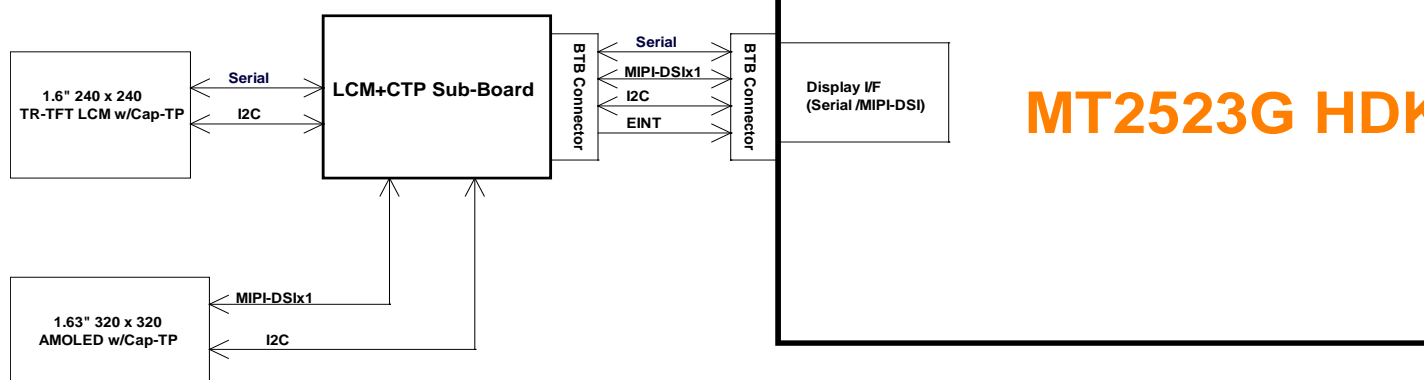 1.6" 240 x 240
TR-TFT LCM w/Cap-TP
Serial
I2C
LCM+CTP Sub-Board
BTB Connector
Serial
MIPI-DSIx1
I2C
EINT
BTB Connector
Display I/F
(Serial /MIPI-DSI)
MT2523G HDK
1.63" 320 x 320
AMOLED w/Cap-TP
MIPI-DSIx1
I2C